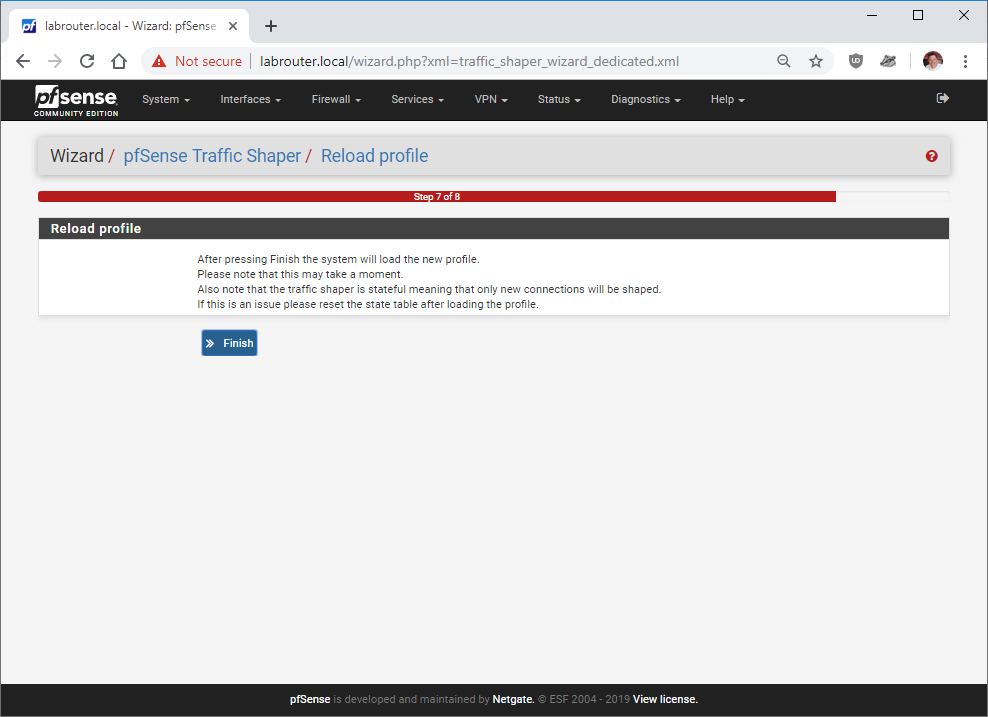 labrouter.local - Wizard: pfSense
Not secure labrouter.local/wizard.php?xml=traffic_shaper_wizard_dedicated.xml
pfsense
COMMUNITY EDITION
System Interfaces Firewall Services VPN Status Diagnostics Help
Wizard / pfSense Traffic Shaper / Reload profile
Step 7 of 8
Reload profile
After pressing Finish the system will load the new profile.
Please note that this may take a moment.
Also note that the traffic shaper is stateful meaning that only new connections will be shaped.
If this is an issue please reset the state table after loading the profile.
Finish
pfSense is developed and maintained by Netgate. © ESF 2004 - 2019 View license.